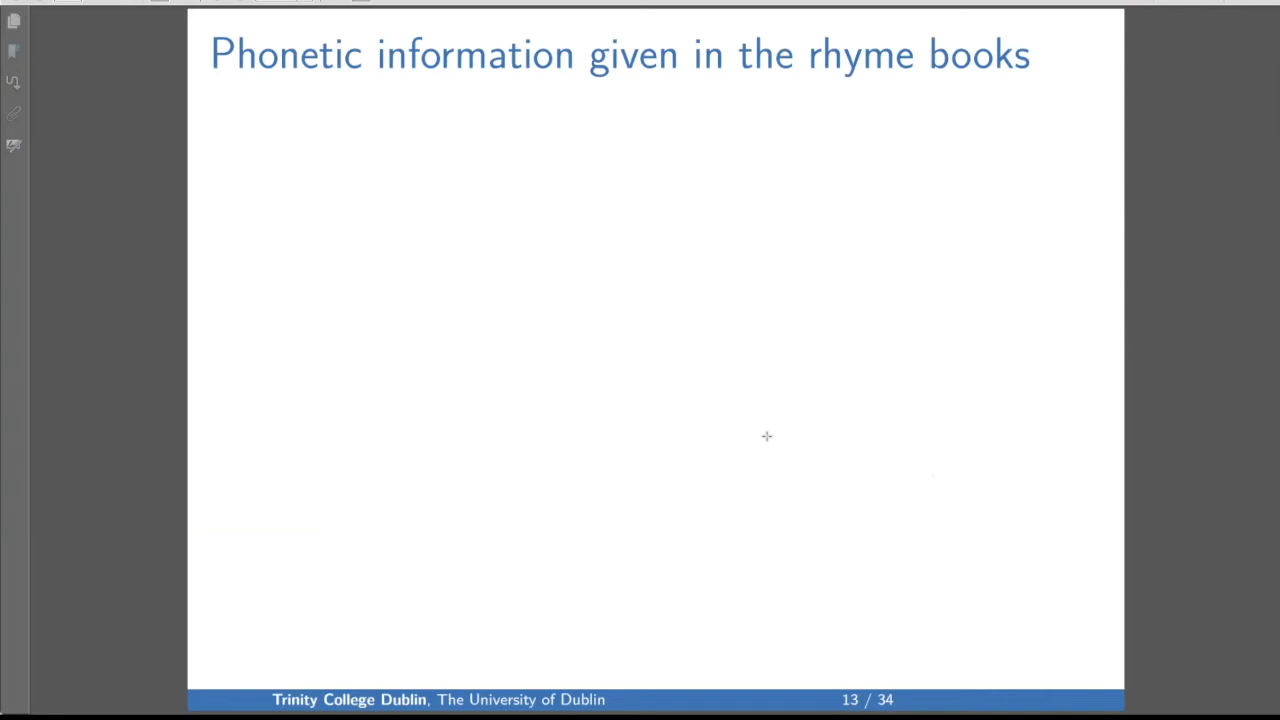 Phonetic information given in the rhyme books
Trinity College Dublin, The University of Dublin
13 / 34